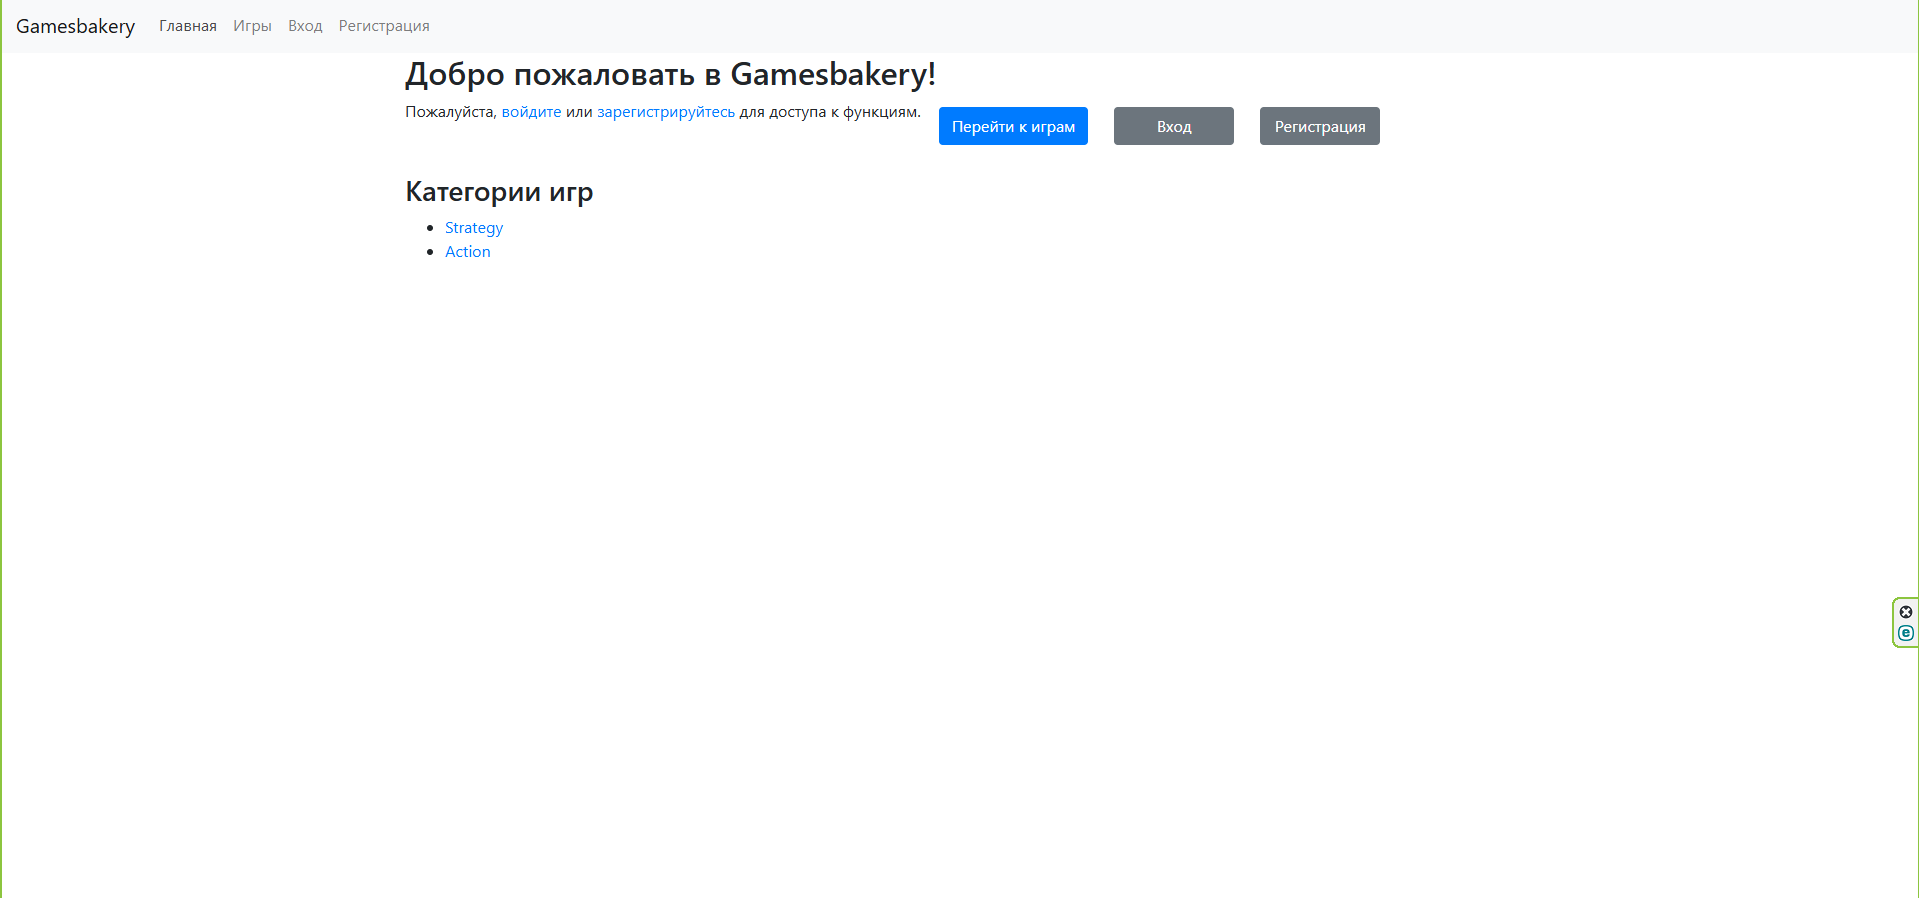 Gamesbakery Главная Игры Вход Регистрация
Добро пожаловать в Gamesbakery!
Пожалуйста, войдите или зарегистрируйтесь для доступа к функциям. Перейти к играм Вход Регистрация
Категории игр
Strategy
Action
e